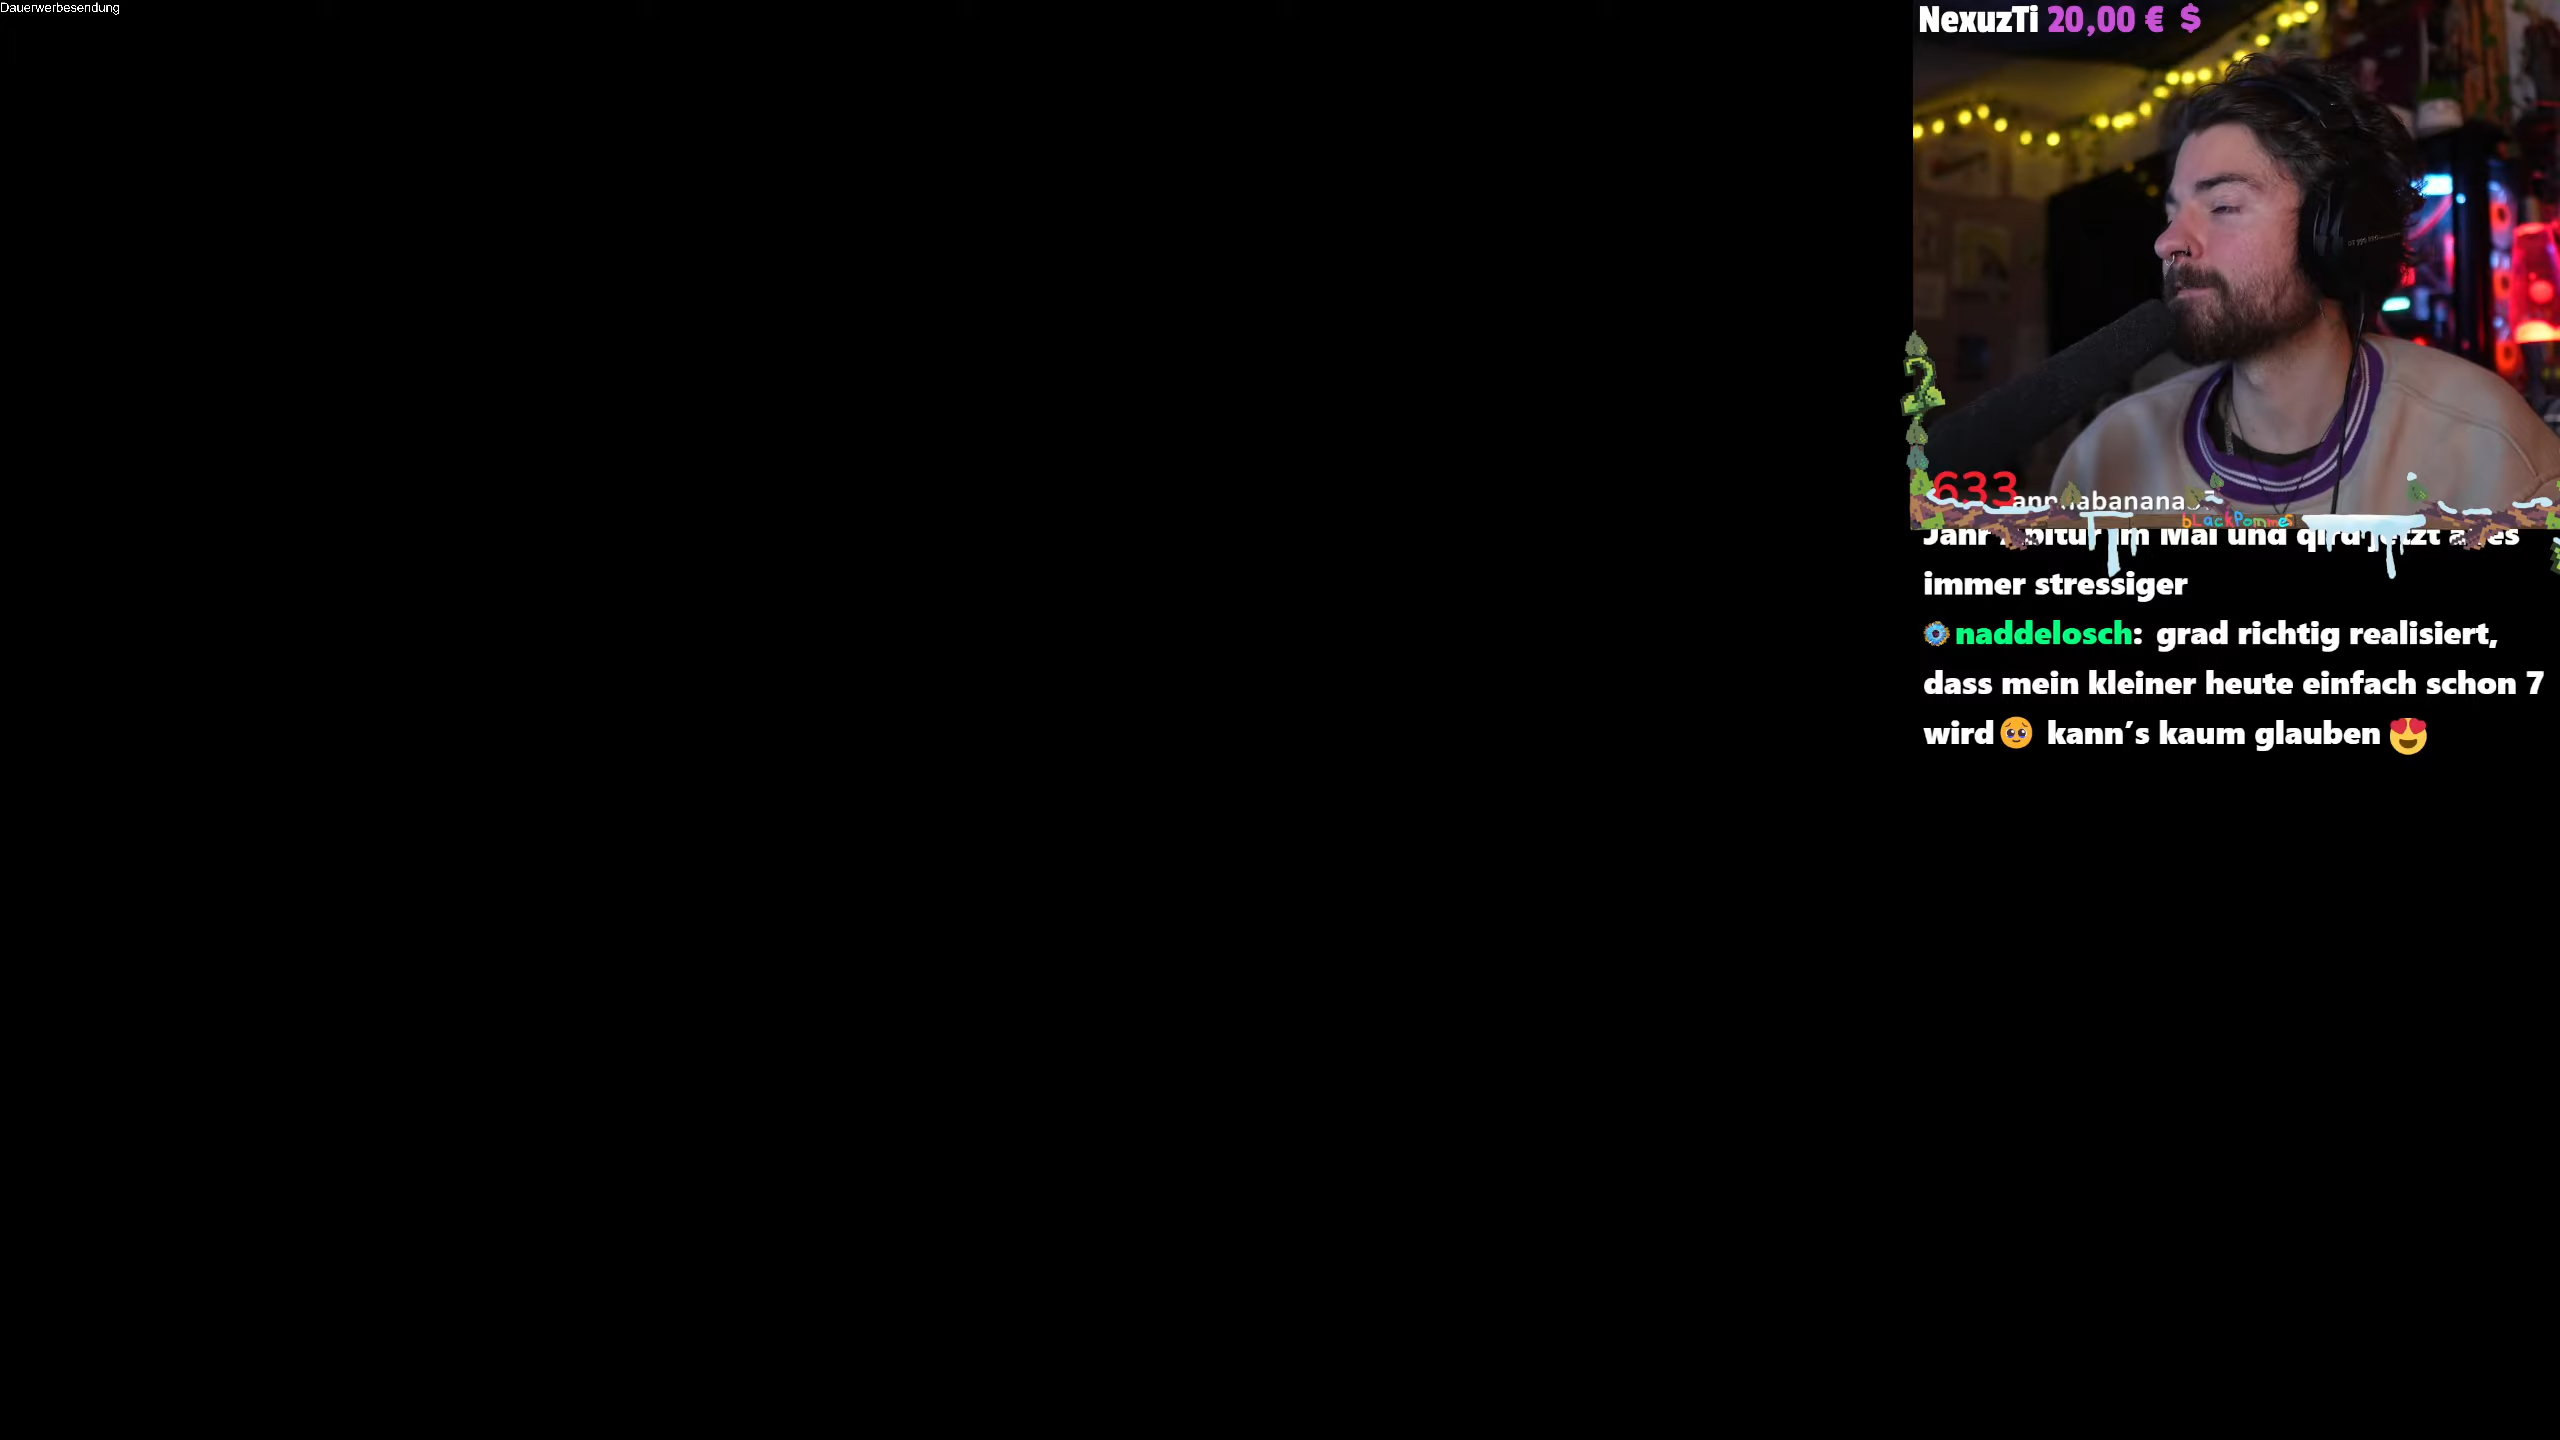 Dauerwerbesendung
NexuzTi 20,00 € $
633
blackPommes
immer stressiger
naddelosch: grad richtig realisiert,
dass mein kleiner heute einfach schon 7
wird🥹 kann´s kaum glauben 😍